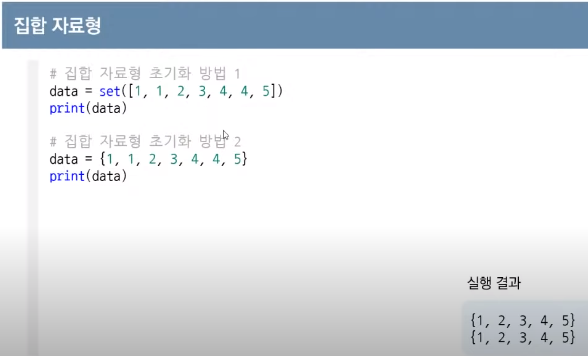 집합 자료형
# 집합 자료형 초기화 방법 1
data = set([1, 1, 2, 3, 4, 4, 5])
print(data)
# 집합 자료형 초기화 방법 2
data = {1, 1, 2, 3, 4, 4, 5}
print(data)
실행 결과
{1, 2, 3, 4, 5}
{1, 2, 3, 4, 5}